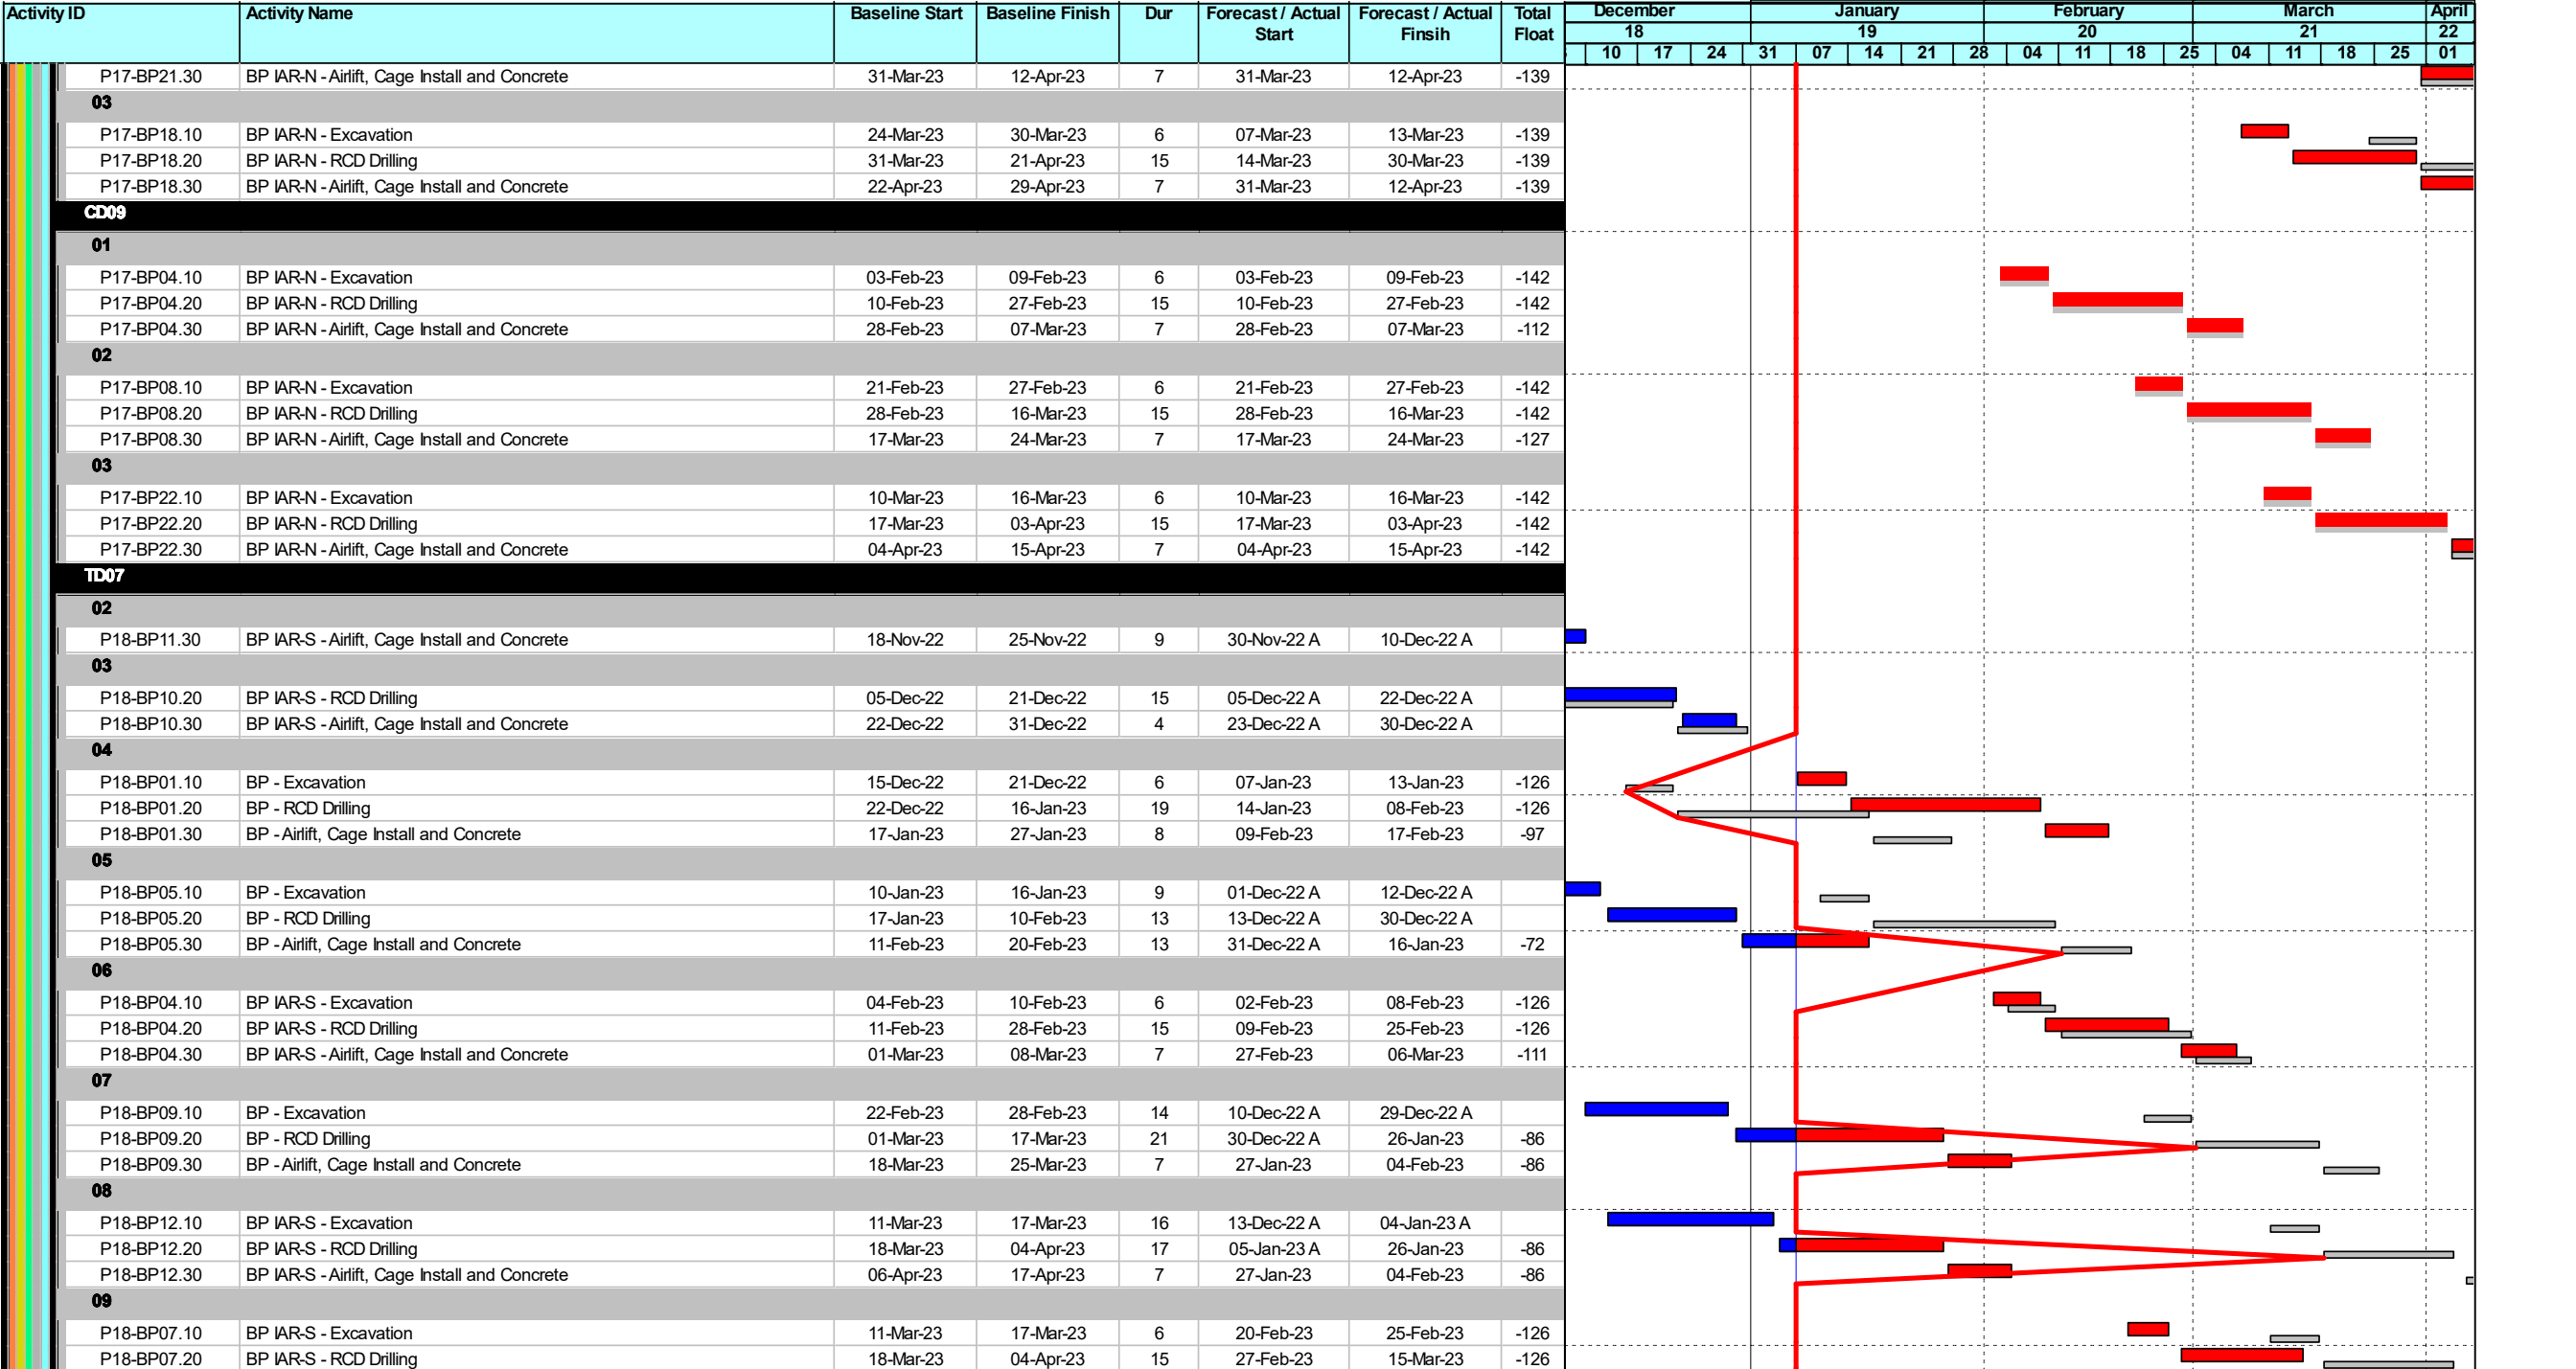 Activity ID Activity Name Baseline Start Baseline Finish Dur Forecast / Actual Start Forecast / Actual Finsih Total Float December January February March April
18 19 20 21 22
10 17 24 31 07 14 21 28 04 11 18 25 04 11 18 25 01
P17-BP21.30 BP IAR-N - Airlift, Cage Install and Concrete 31-Mar-23 12-Apr-23 7 31-Mar-23 12-Apr-23 -139
03
P17-BP18.10 BP IAR-N - Excavation 24-Mar-23 30-Mar-23 6 07-Mar-23 13-Mar-23 -139
P17-BP18.20 BP IAR-N - RCD Drilling 31-Mar-23 21-Apr-23 15 14-Mar-23 30-Mar-23 -139
P17-BP18.30 BP IAR-N - Airlift, Cage Install and Concrete 22-Apr-23 29-Apr-23 7 31-Mar-23 12-Apr-23 -139
CD09
01
P17-BP04.10 BP IAR-N - Excavation 03-Feb-23 09-Feb-23 6 03-Feb-23 09-Feb-23 -142
P17-BP04.20 BP IAR-N - RCD Drilling 10-Feb-23 27-Feb-23 15 10-Feb-23 27-Feb-23 -142
P17-BP04.30 BP IAR-N - Airlift, Cage Install and Concrete 28-Feb-23 07-Mar-23 7 28-Feb-23 07-Mar-23 -112
02
P17-BP08.10 BP IAR-N - Excavation 21-Feb-23 27-Feb-23 6 21-Feb-23 27-Feb-23 -142
P17-BP08.20 BP IAR-N - RCD Drilling 28-Feb-23 16-Mar-23 15 28-Feb-23 16-Mar-23 -142
P17-BP08.30 BP IAR-N - Airlift, Cage Install and Concrete 17-Mar-23 24-Mar-23 7 17-Mar-23 24-Mar-23 -127
03
P17-BP22.10 BP IAR-N - Excavation 10-Mar-23 16-Mar-23 6 10-Mar-23 16-Mar-23 -142
P17-BP22.20 BP IAR-N - RCD Drilling 17-Mar-23 03-Apr-23 15 17-Mar-23 03-Apr-23 -142
P17-BP22.30 BP IAR-N - Airlift, Cage Install and Concrete 04-Apr-23 15-Apr-23 7 04-Apr-23 15-Apr-23 -142
TD07
02
P18-BP11.30 BP IAR-S - Airlift, Cage Install and Concrete 18-Nov-22 25-Nov-22 9 30-Nov-22 A 10-Dec-22 A
03
P18-BP10.20 BP IAR-S - RCD Drilling 05-Dec-22 21-Dec-22 15 05-Dec-22 A 22-Dec-22 A
P18-BP10.30 BP IAR-S - Airlift, Cage Install and Concrete 22-Dec-22 31-Dec-22 4 23-Dec-22 A 30-Dec-22 A
04
P18-BP01.10 BP - Excavation 15-Dec-22 21-Dec-22 6 07-Jan-23 13-Jan-23 -126
P18-BP01.20 BP - RCD Drilling 22-Dec-22 16-Jan-23 19 14-Jan-23 08-Feb-23 -126
P18-BP01.30 BP - Airlift, Cage Install and Concrete 17-Jan-23 27-Jan-23 8 09-Feb-23 17-Feb-23 -97
05
P18-BP05.10 BP - Excavation 10-Jan-23 16-Jan-23 9 01-Dec-22 A 12-Dec-22 A
P18-BP05.20 BP - RCD Drilling 17-Jan-23 10-Feb-23 13 13-Dec-22 A 30-Dec-22 A
P18-BP05.30 BP - Airlift, Cage Install and Concrete 11-Feb-23 20-Feb-23 13 31-Dec-22 A 16-Jan-23 -72
06
P18-BP04.10 BP IAR-S - Excavation 04-Feb-23 10-Feb-23 6 02-Feb-23 08-Feb-23 -126
P18-BP04.20 BP IAR-S - RCD Drilling 11-Feb-23 28-Feb-23 15 09-Feb-23 25-Feb-23 -126
P18-BP04.30 BP IAR-S - Airlift, Cage Install and Concrete 01-Mar-23 08-Mar-23 7 27-Feb-23 06-Mar-23 -111
07
P18-BP09.10 BP - Excavation 22-Feb-23 28-Feb-23 14 10-Dec-22 A 29-Dec-22 A
P18-BP09.20 BP - RCD Drilling 01-Mar-23 17-Mar-23 21 30-Dec-22 A 26-Jan-23 -86
P18-BP09.30 BP - Airlift, Cage Install and Concrete 18-Mar-23 25-Mar-23 7 27-Jan-23 04-Feb-23 -86
08
P18-BP12.10 BP IAR-S - Excavation 11-Mar-23 17-Mar-23 16 13-Dec-22 A 04-Jan-23 A
P18-BP12.20 BP IAR-S - RCD Drilling 18-Mar-23 04-Apr-23 17 05-Jan-23 A 26-Jan-23 -86
P18-BP12.30 BP IAR-S - Airlift, Cage Install and Concrete 06-Apr-23 17-Apr-23 7 27-Jan-23 04-Feb-23 -86
09
P18-BP07.10 BP IAR-S - Excavation 11-Mar-23 17-Mar-23 6 20-Feb-23 25-Feb-23 -126
P18-BP07.20 BP IAR-S - RCD Drilling 18-Mar-23 04-Apr-23 15 27-Feb-23 15-Mar-23 -126